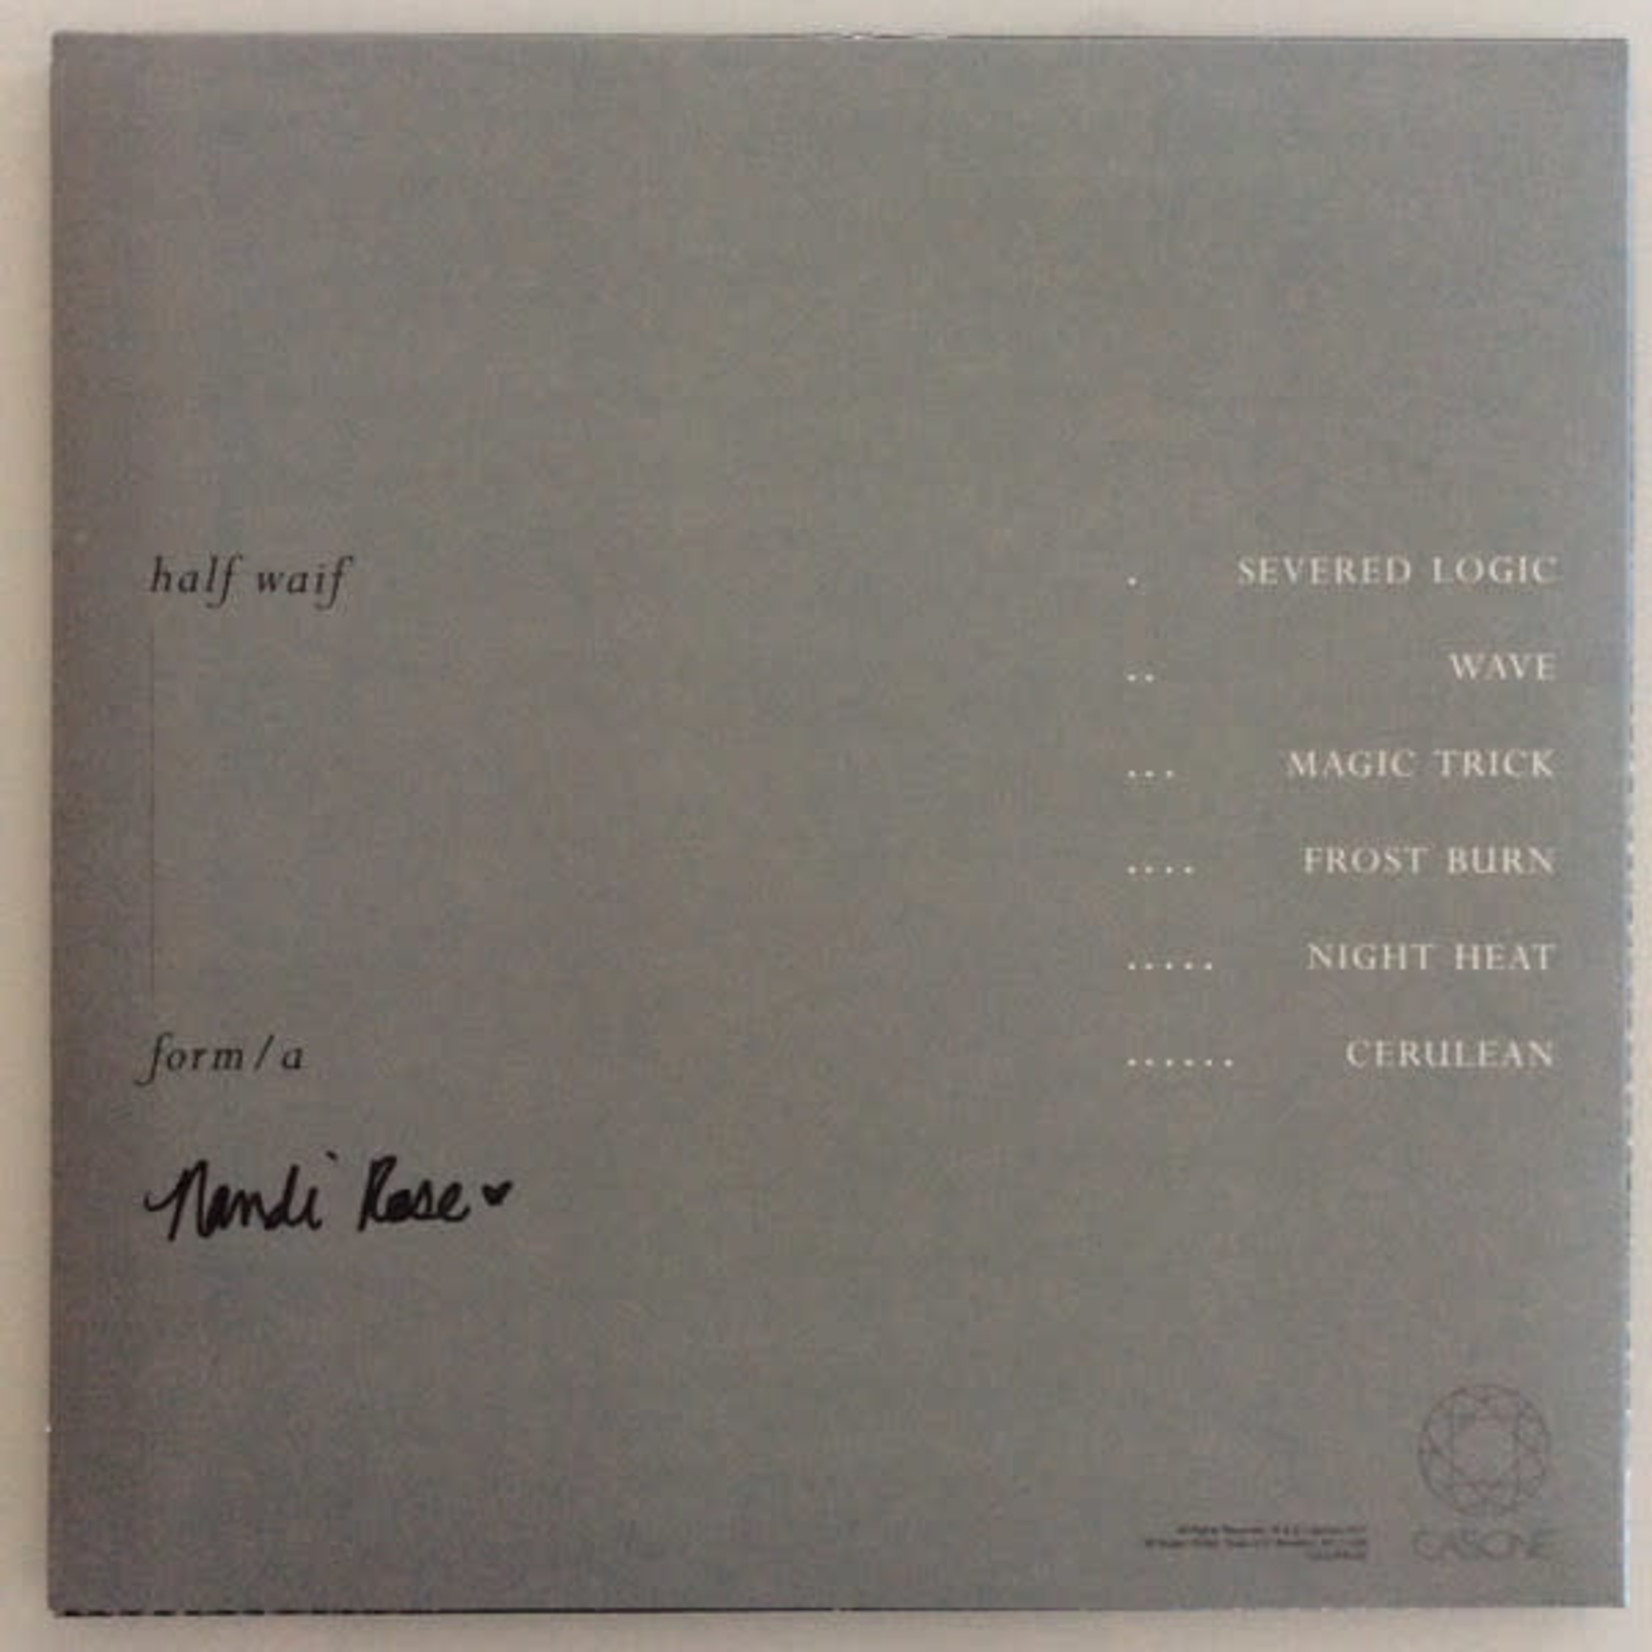 half waif
. SEVERED LOGIC
.. WAVE
... MAGIC TRICK
.... FROST BURN
..... NIGHT HEAT
form/a
...... CERULEAN
Nandi Rose ♥
CASCINE